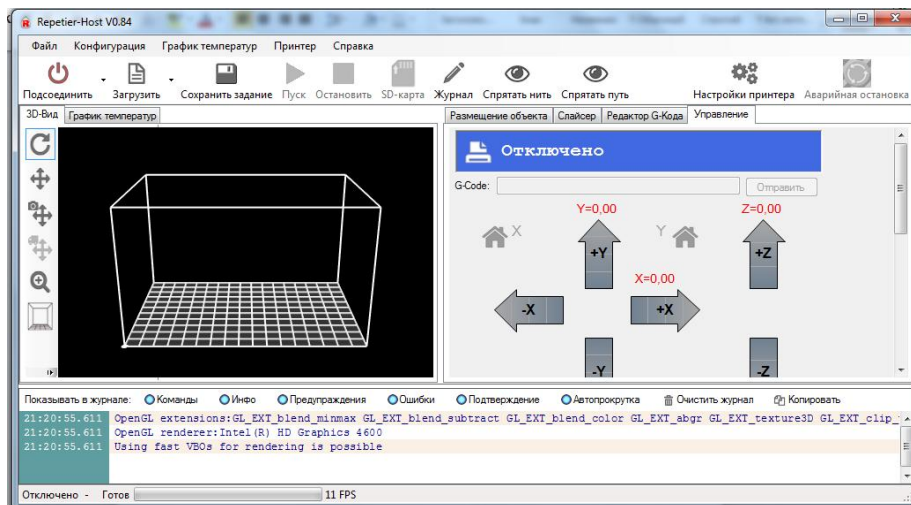 Repetier-Host V0.84
Файл Конфигурация График температур Принтер Справка
Подсоединить Загрузить Сохранить задание Пуск Остановить SD-карта Журнал Спрятать нить Спрятать путь Настройки принтера Аварийная остановка
3D-Вид График температур
Размещение объекта Слайсер Редактор G-Кода Управление
Отключено
G-Code: Отправить
Y=0,00 Z=0,00
X Y
+Y +Z
X=0,00
-X +X
-Y -Z
Показывать в журнале: Команды Инфо Предупраждения Ошибки Подтверждение Автопрокрутка Очистить журнал Копировать
21:20:55.611 OpenGL extensions:GL_EXT_blend_minmax GL_EXT_blend_subtract GL_EXT_blend_color GL_EXT_abgr GL_EXT_texture3D GL_EXT_clip_
21:20:55.611 OpenGL renderer:Intel(R) HD Graphics 4600
21:20:55.611 Using fast VBOs for rendering is possible
Отключено - Готов 11 FPS